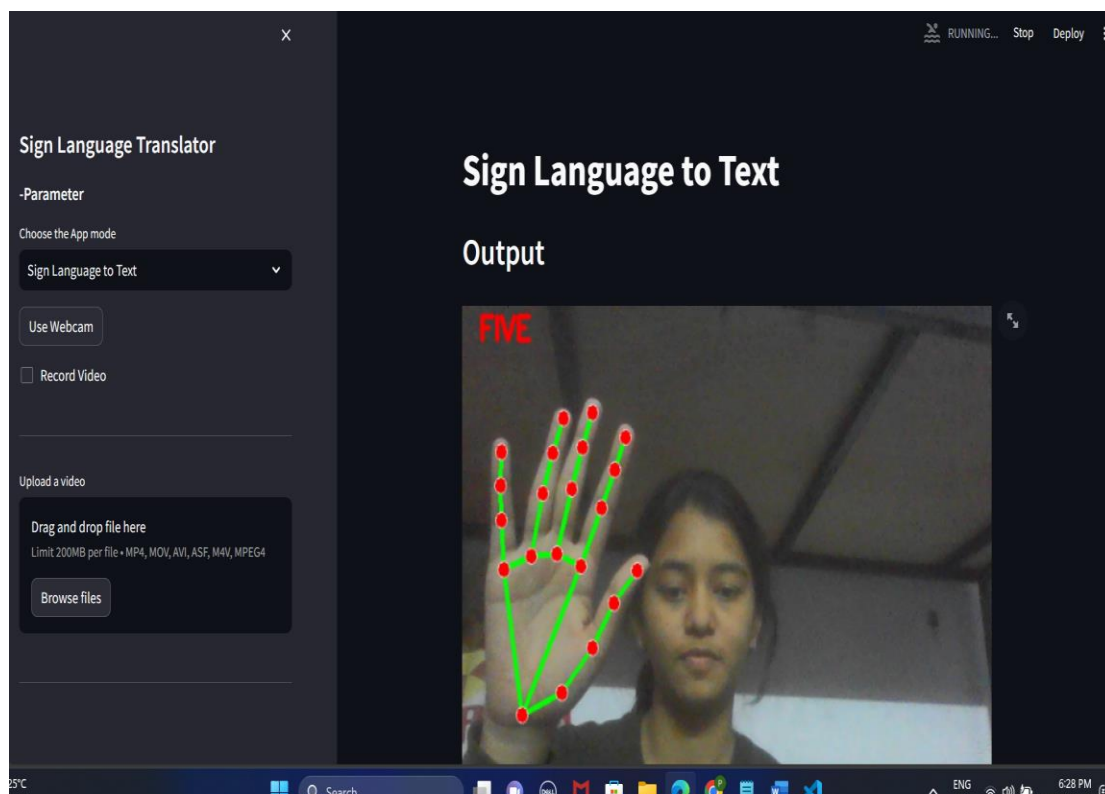 X
RUNNING...
Stop
Deploy
Sign Language Translator
-Parameter
Choose the App mode
Sign Language to Text
Use Webcam
Record Video
Upload a video
Drag and drop file here
Limit 200MB per file • MP4, MOV, AVI, ASF, M4V, MPEG4
Browse files
Sign Language to Text
Output
FIVE
25°C
Search
DELL
ENG
6:28 PM